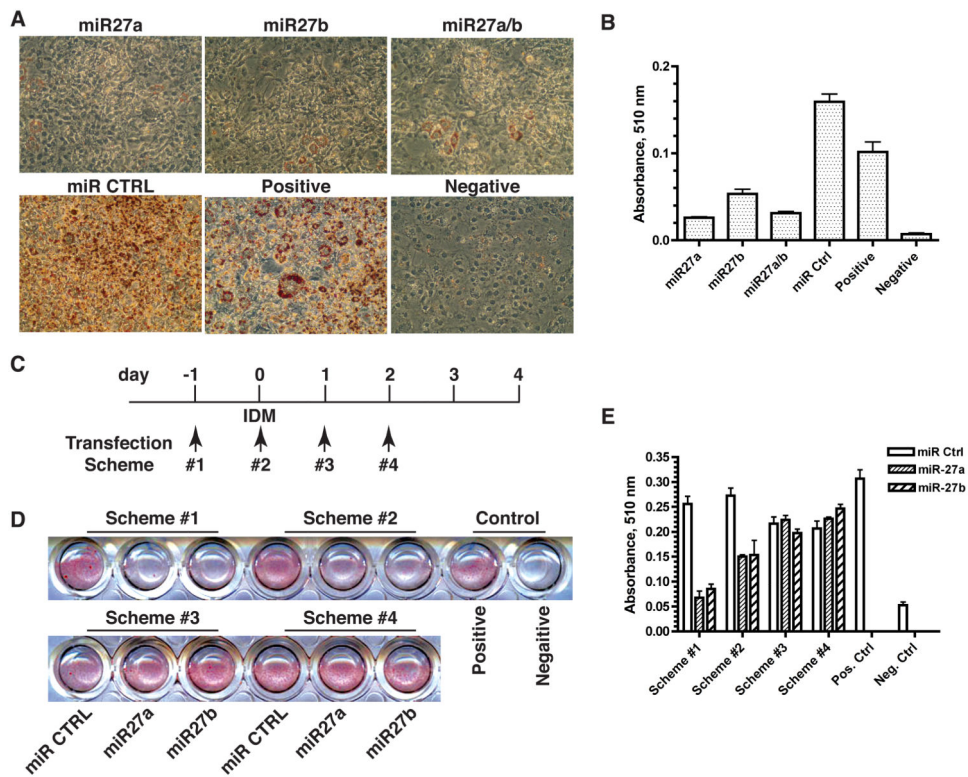 A
miR27a miR27b miR27a/b
miR CTRL Positive Negative
B
Absorbance, 510 nm
0.2
0.1
0.0
miR27a miR27b miR27a/b miR Ctrl Positive Negative
C
day -1 0 1 2 3 4
IDM
Transfection
Scheme #1 #2 #3 #4
D
Scheme #1 Scheme #2 Control
Scheme #3 Scheme #4
Positive Negaitive
miR CTRL miR27a miR27b miR CTRL miR27a miR27b
E
Absorbance, 510 nm
0.35
0.30
0.25
0.20
0.15
0.10
0.05
0.00
miR Ctrl
miR-27a
miR-27b
Scheme #1 Scheme #2 Scheme #3 Scheme #4 Pos. Ctrl Neg. Ctrl